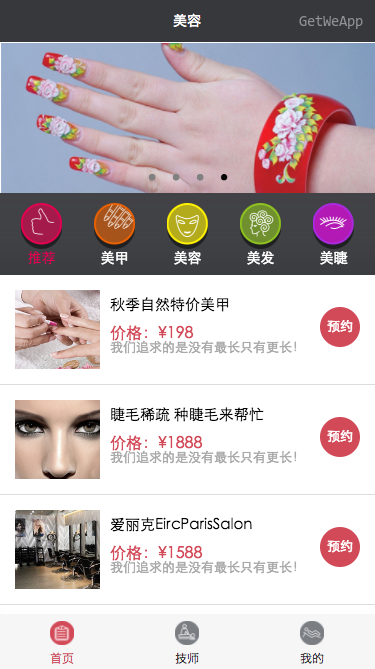 美容
GetWeApp
推荐
美甲
美容
美发
美睫
秋季自然特价美甲
价格：¥198
我们追求的是没有最长只有更长！
预约
睫毛稀疏 种睫毛来帮忙
价格：¥1888
我们追求的是没有最长只有更长！
预约
爱丽克EircParisSalon
价格：¥1588
我们追求的是没有最长只有更长！
预约
首页
技师
我的